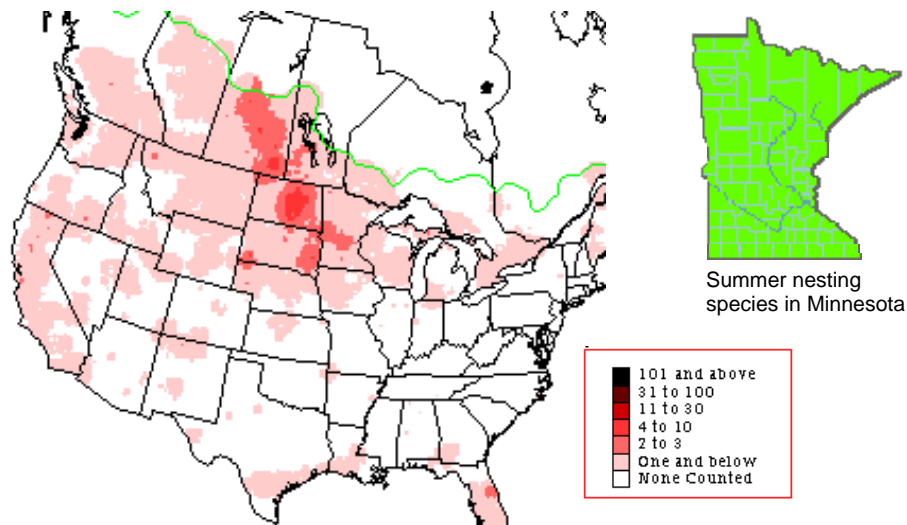 Summer nesting
species in Minnesota
101 and above
31 to 100
11 to 30
4 to 10
2 to 3
One and below
None Counted